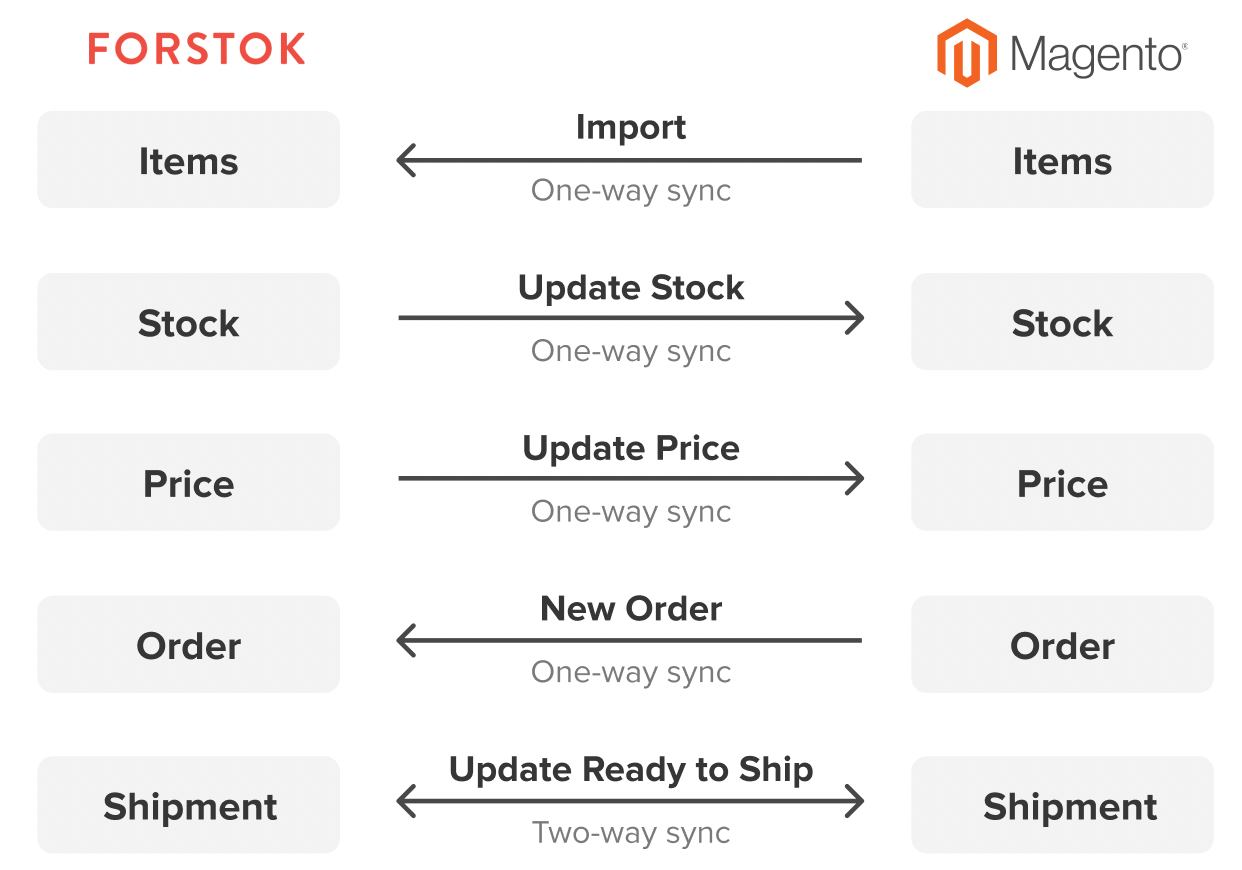 FORSTOK
Magento®
Import
Items
Items
One-way sync
Update Stock
Stock
Stock
One-way sync
Update Price
Price
Price
One-way sync
New Order
Order
Order
One-way sync
Update Ready to Ship
Shipment
Shipment
Two-way sync